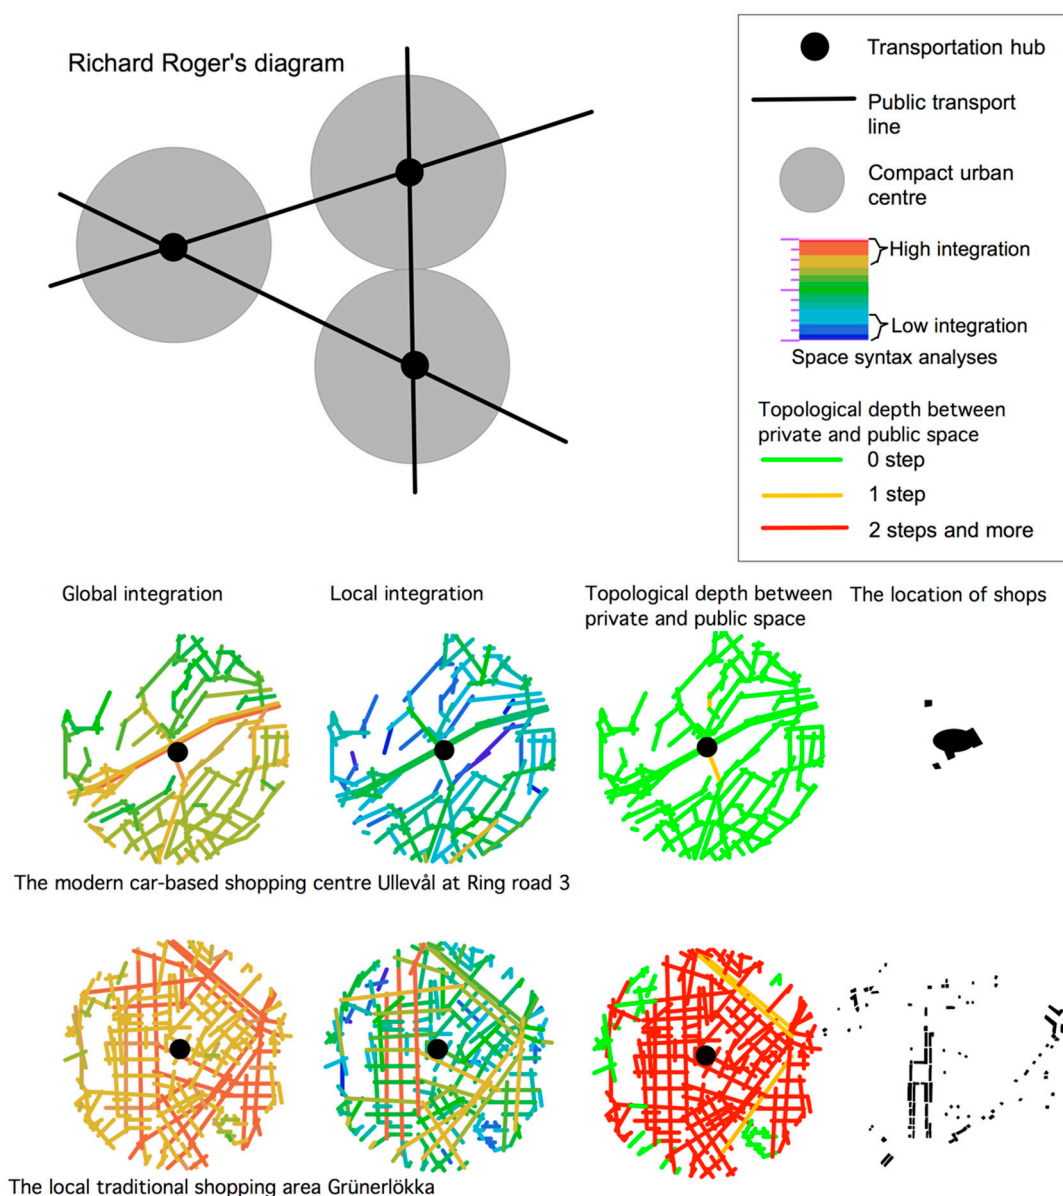 Richard Roger's diagram
Transportation hub
Public transport
line
Compact urban
centre
High integration
Low integration
Space syntax analyses
Topological depth between
private and public space
0 step
1 step
2 steps and more
Global integration
Local integration
Topological depth between
private and public space
The location of shops
The modern car-based shopping centre Ullevål at Ring road 3
The local traditional shopping area Grünerlökka